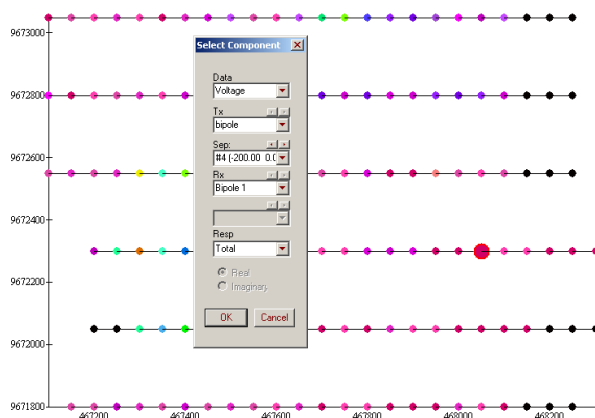 9673000
Select Component
Data
Voltage
9672800
Tx
bipole
Sep:
#4 (-200.00 0.0
9672600
Rx
Bipole 1
9672400
Resp
Total
9672200
Real
Imaginary
OK Cancel
9672000
9671800
467200 467400 467600 467800 468000 468200